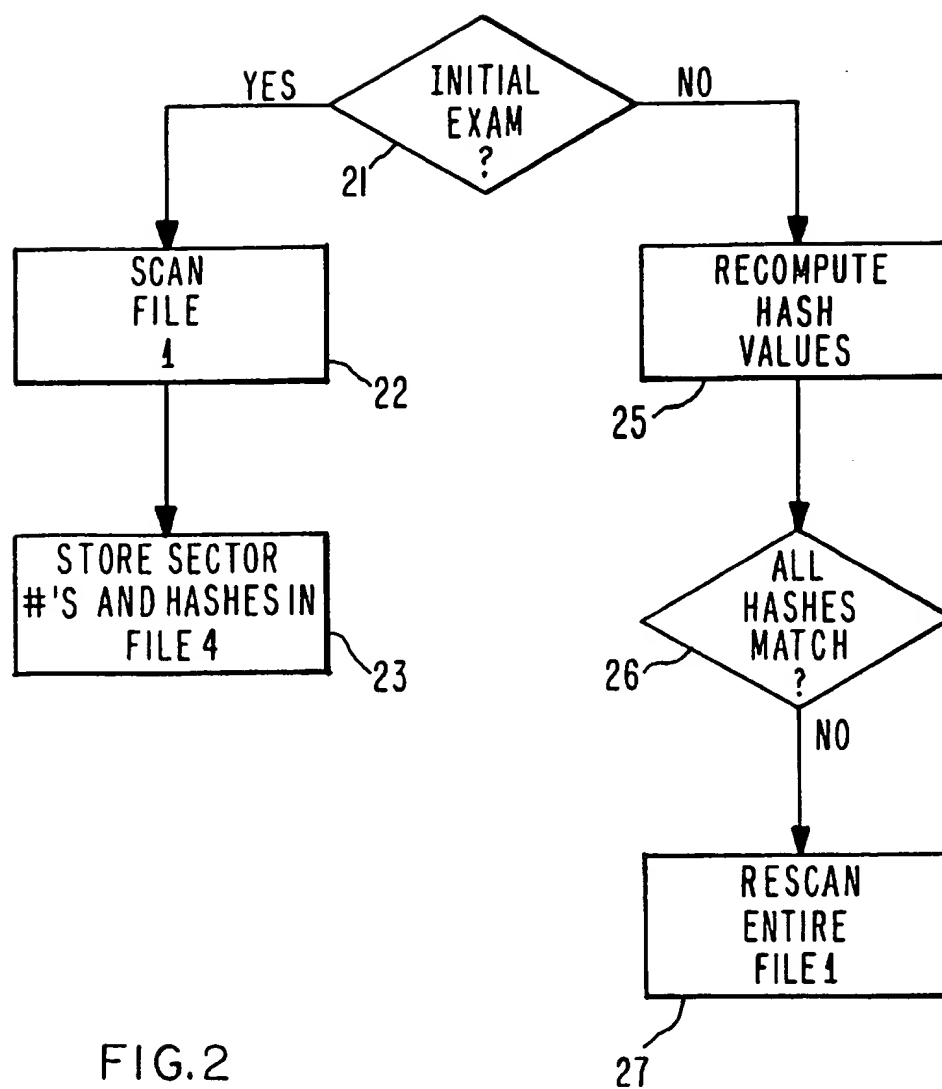 YES
INITIAL
EXAM
?
NO
21
SCAN
FILE
1
22
RECOMPUTE
HASH
VALUES
25
STORE SECTOR
#'S AND HASHES IN
FILE 4
23
ALL
HASHES
MATCH
?
26
NO
RESCAN
ENTIRE
FILE 1
27
FIG.2